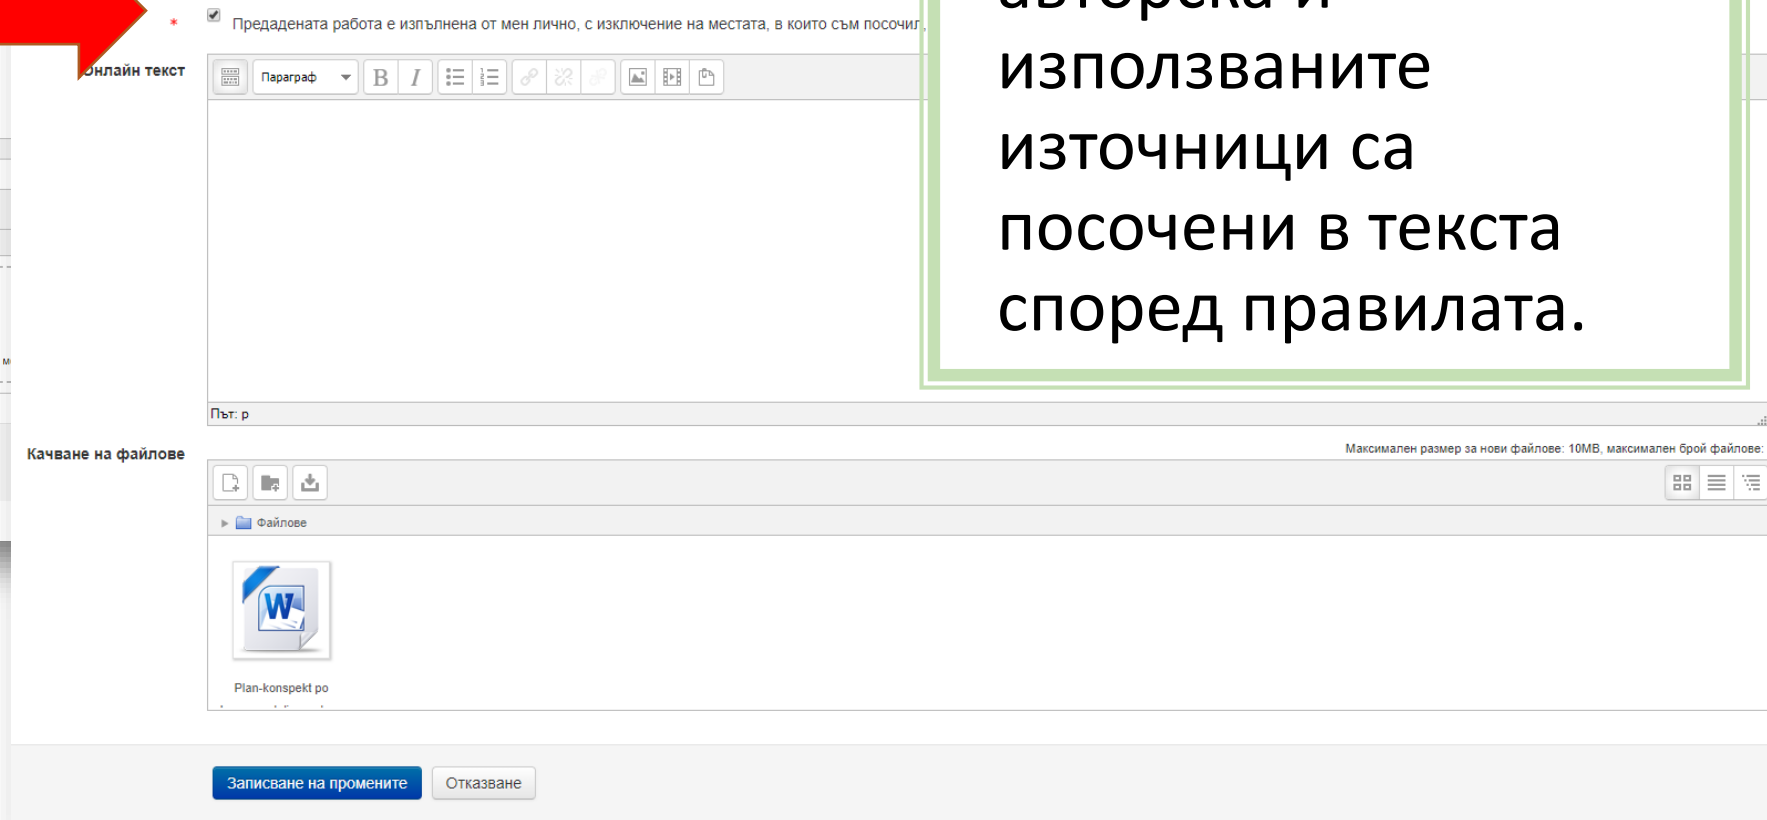 * Предадената работа е изпълнена от мен лично, с изключение на местата, в които съм посочил,
авторска и
използваните
източници са
посочени в текста
според правилата.
Онлайн текст
Параграф
B I
Път: p
Качване на файлове
Максимален размер за нови файлове: 10MB, максимален брой файлове:
Файлове
W
Plan-konspekt po
Записване на промените
Отказване